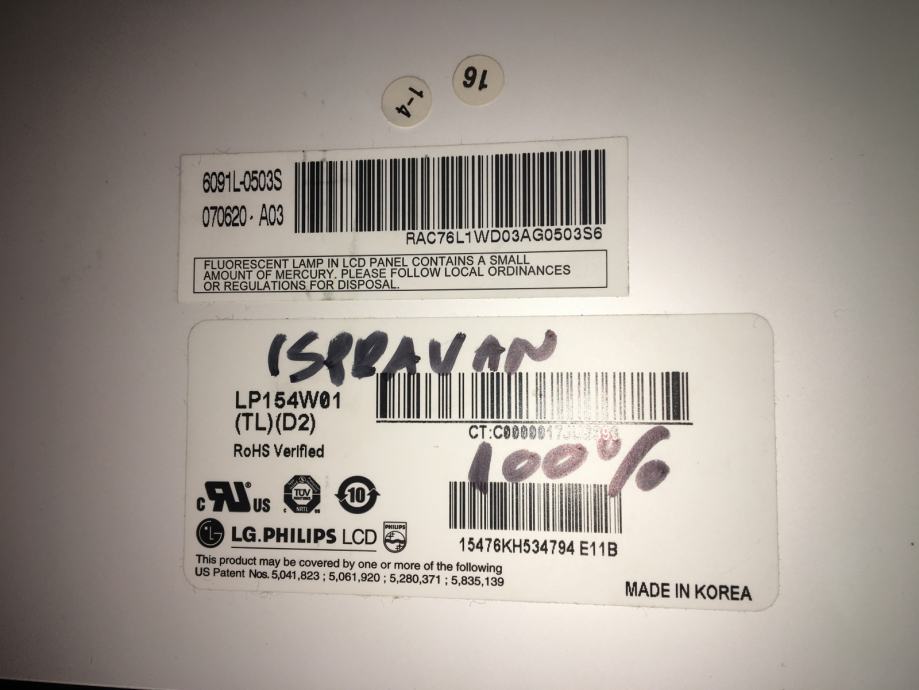 16
1-4
6091L-0503S
070620 - A03
RAC76L1WD03AG0503S6
FLUORESCENT LAMP IN LCD PANEL CONTAINS A SMALL
AMOUNT OF MERCURY. PLEASE FOLLOW LOCAL ORDINANCES
OR REGULATIONS FOR DISPOSAL.
ISPRAVAN
LP154W01
(TL)(D2)
RoHS Verified
100%
C UR ® US
TUV
NRTL
10
LG.PHILIPS LCD
PHILIPS
15476KH534794 E11B
This product may be covered by one or more of the following
US Patent Nos. 5,041,823 ; 5,061,920 ; 5,280,371 ; 5,835,139
MADE IN KOREA